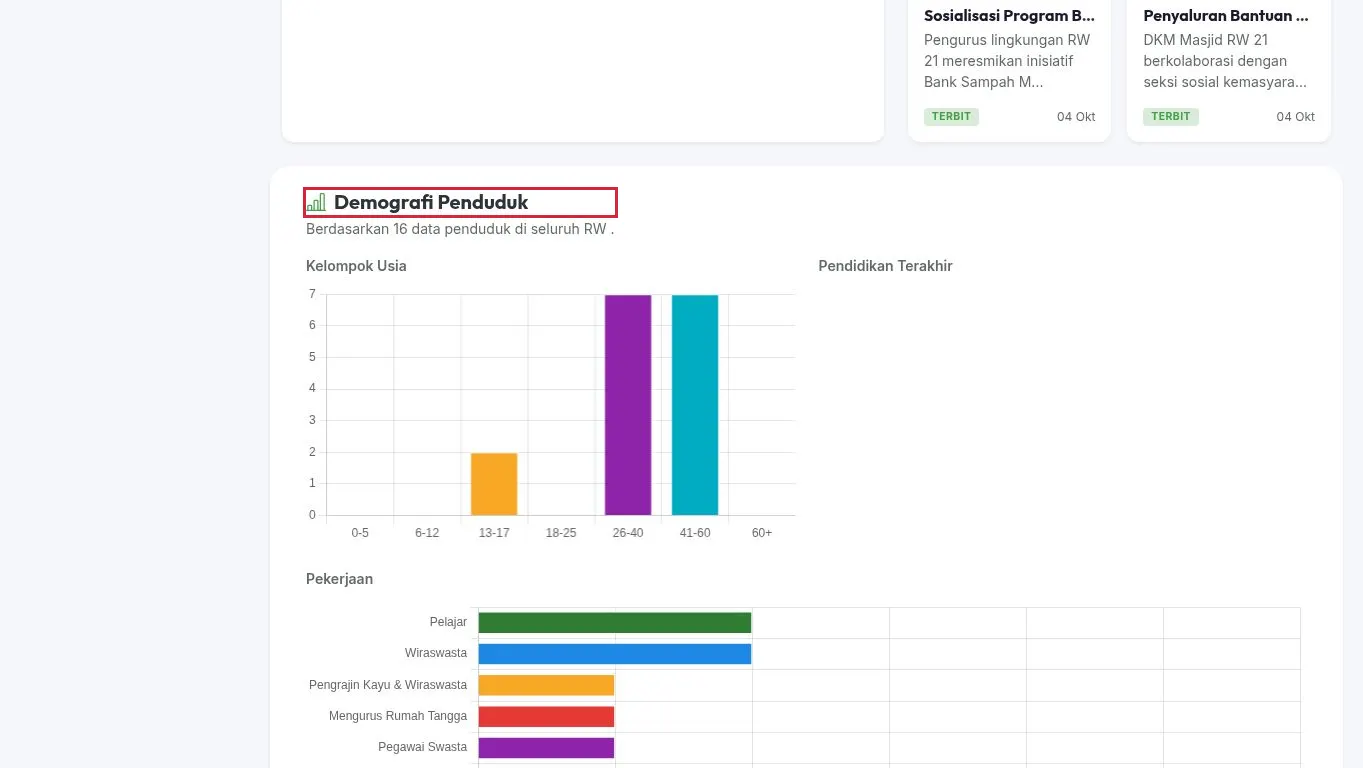 Sosialisasi Program B...
Pengurus lingkungan RW
21 meresmikan inisiatif
Bank Sampah M...
TERBIT
04 Okt
Penyaluran Bantuan ...
DKM Masjid RW 21
berkolaborasi dengan
seksi sosial kemasyara...
TERBIT
04 Okt
Demografi Penduduk
Berdasarkan 16 data penduduk di seluruh RW .
Kelompok Usia
7
6
5
4
3
2
1
0
0-5
6-12
13-17
18-25
26-40
41-60
60+
Pendidikan Terakhir
Pekerjaan
Pelajar
Wiraswasta
Pengrajin Kayu & Wiraswasta
Mengurus Rumah Tangga
Pegawai Swasta